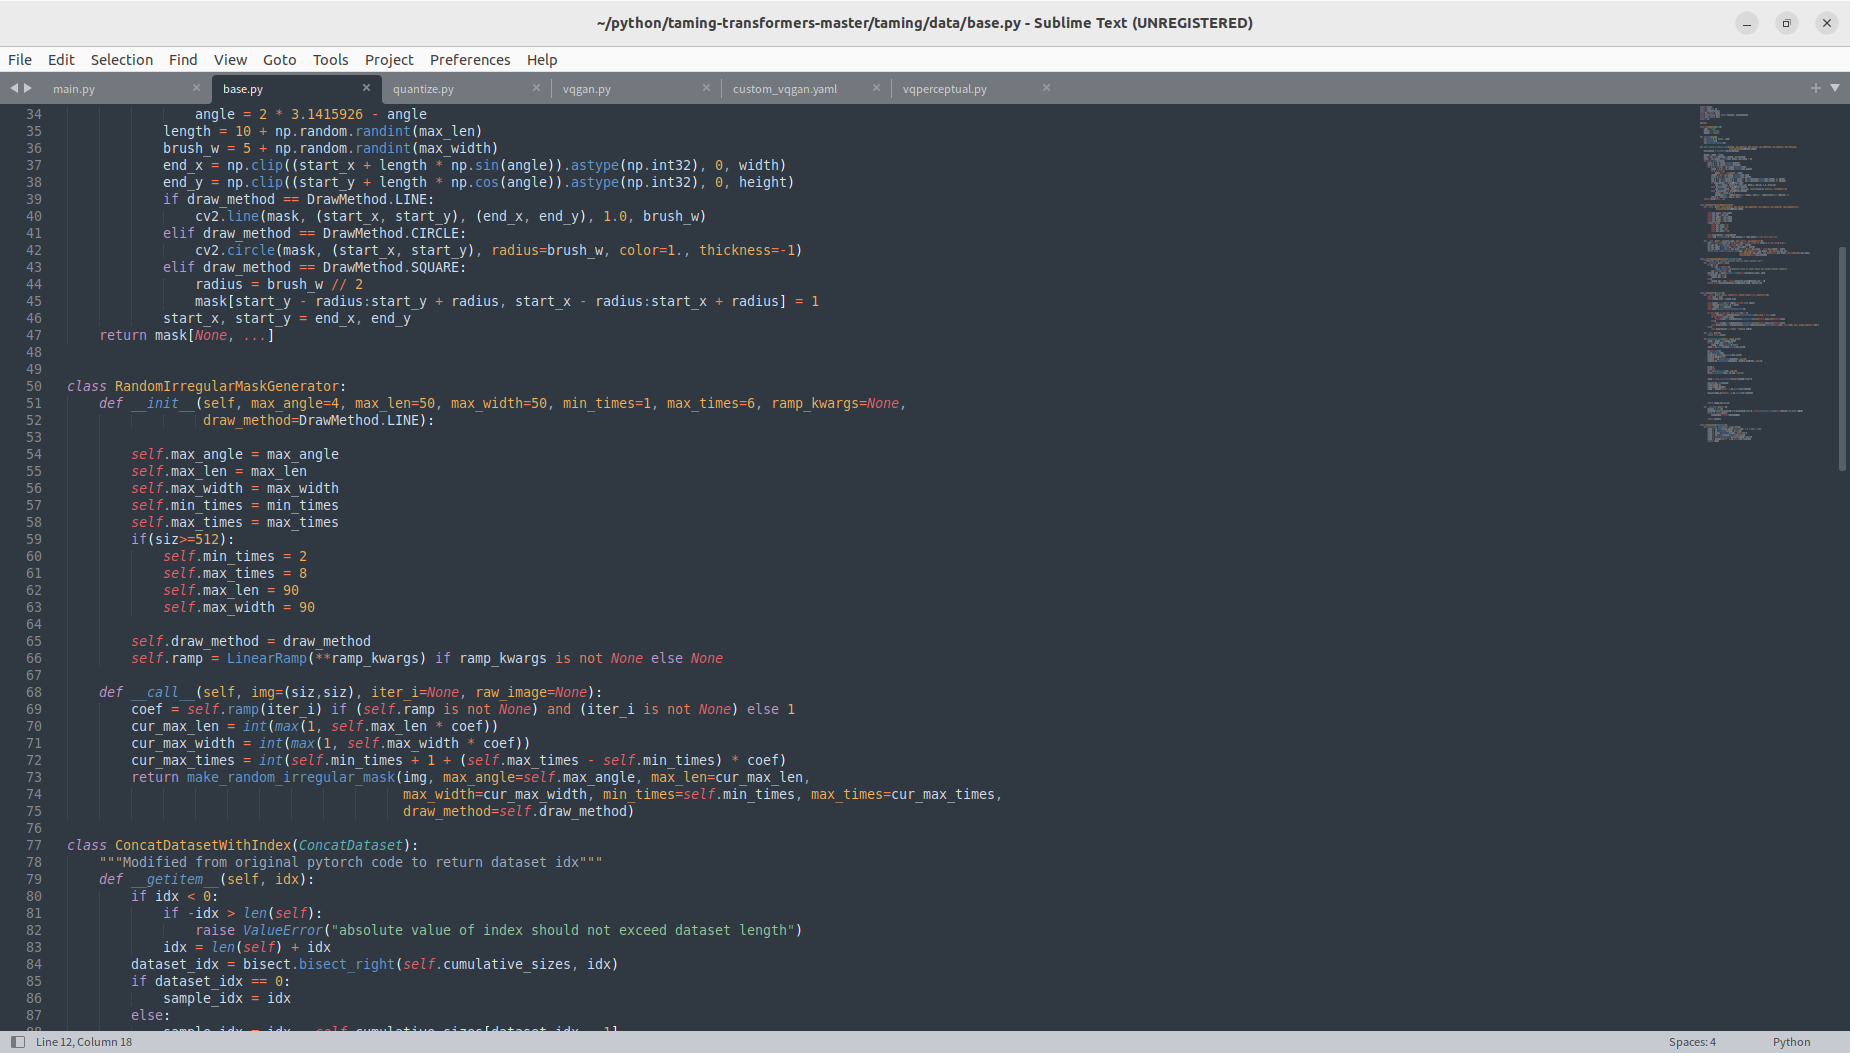 ~/python/taming-transformers-master/taming/data/base.py - Sublime Text (UNREGISTERED)
File Edit Selection Find View Goto Tools Project Preferences Help
main.py base.py quantize.py vqgan.py custom_vqgan.yaml vqperceptual.py
34                 angle = 2 * 3.1415926 - angle
35             length = 10 + np.random.randint(max_len)
36             brush_w = 5 + np.random.randint(max_width)
37             end_x = np.clip((start_x + length * np.sin(angle)).astype(np.int32), 0, width)
38             end_y = np.clip((start_y + length * np.cos(angle)).astype(np.int32), 0, height)
39             if draw_method == DrawMethod.LINE:
40                 cv2.line(mask, (start_x, start_y), (end_x, end_y), 1.0, brush_w)
41             elif draw_method == DrawMethod.CIRCLE:
42                 cv2.circle(mask, (start_x, start_y), radius=brush_w, color=1., thickness=-1)
43             elif draw_method == DrawMethod.SQUARE:
44                 radius = brush_w // 2
45                 mask[start_y - radius:start_y + radius, start_x - radius:start_x + radius] = 1
46             start_x, start_y = end_x, end_y
47     return mask[None, ...]
48
49
50 class RandomIrregularMaskGenerator:
51     def __init__(self, max_angle=4, max_len=50, max_width=50, min_times=1, max_times=6, ramp_kwargs=None,
52                  draw_method=DrawMethod.LINE):
53
54         self.max_angle = max_angle
55         self.max_len = max_len
56         self.max_width = max_width
57         self.min_times = min_times
58         self.max_times = max_times
59         if(siz>=512):
60             self.min_times = 2
61             self.max_times = 8
62             self.max_len = 90
63             self.max_width = 90
64
65         self.draw_method = draw_method
66         self.ramp = LinearRamp(**ramp_kwargs) if ramp_kwargs is not None else None
67
68     def __call__(self, img=(siz,siz), iter_i=None, raw_image=None):
69         coef = self.ramp(iter_i) if (self.ramp is not None) and (iter_i is not None) else 1
70         cur_max_len = int(max(1, self.max_len * coef))
71         cur_max_width = int(max(1, self.max_width * coef))
72         cur_max_times = int(self.min_times + 1 + (self.max_times - self.min_times) * coef)
73         return make_random_irregular_mask(img, max_angle=self.max_angle, max_len=cur_max_len,
74                                           max_width=cur_max_width, min_times=self.min_times, max_times=cur_max_times,
75                                           draw_method=self.draw_method)
76
77 class ConcatDatasetWithIndex(ConcatDataset):
78     """Modified from original pytorch code to return dataset idx"""
79     def __getitem__(self, idx):
80         if idx < 0:
81             if -idx > len(self):
82                 raise ValueError("absolute value of index should not exceed dataset length")
83             idx = len(self) + idx
84         dataset_idx = bisect.bisect_right(self.cumulative_sizes, idx)
85         if dataset_idx == 0:
86             sample_idx = idx
87         else:
88             sample_idx = idx - self.cumulative_sizes[dataset_idx - 1]
Line 12, Column 18 Spaces: 4 Python